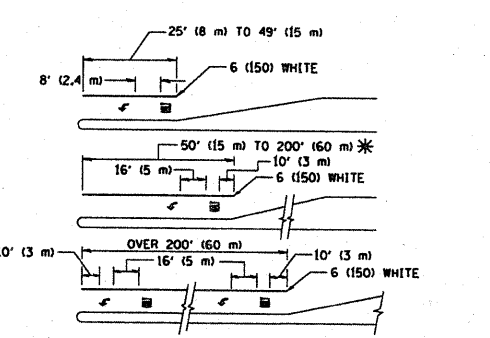 25' (8 m) TO 49' (15 m)
8' (2.4 m)
6 (150) WHITE
50' (15 m) TO 200' (60 m) ✳
16' (5 m)
10' (3 m)
6 (150) WHITE
OVER 200' (60 m)
0' (3 m)
16' (5 m)
10' (3 m)
6 (150) WHITE